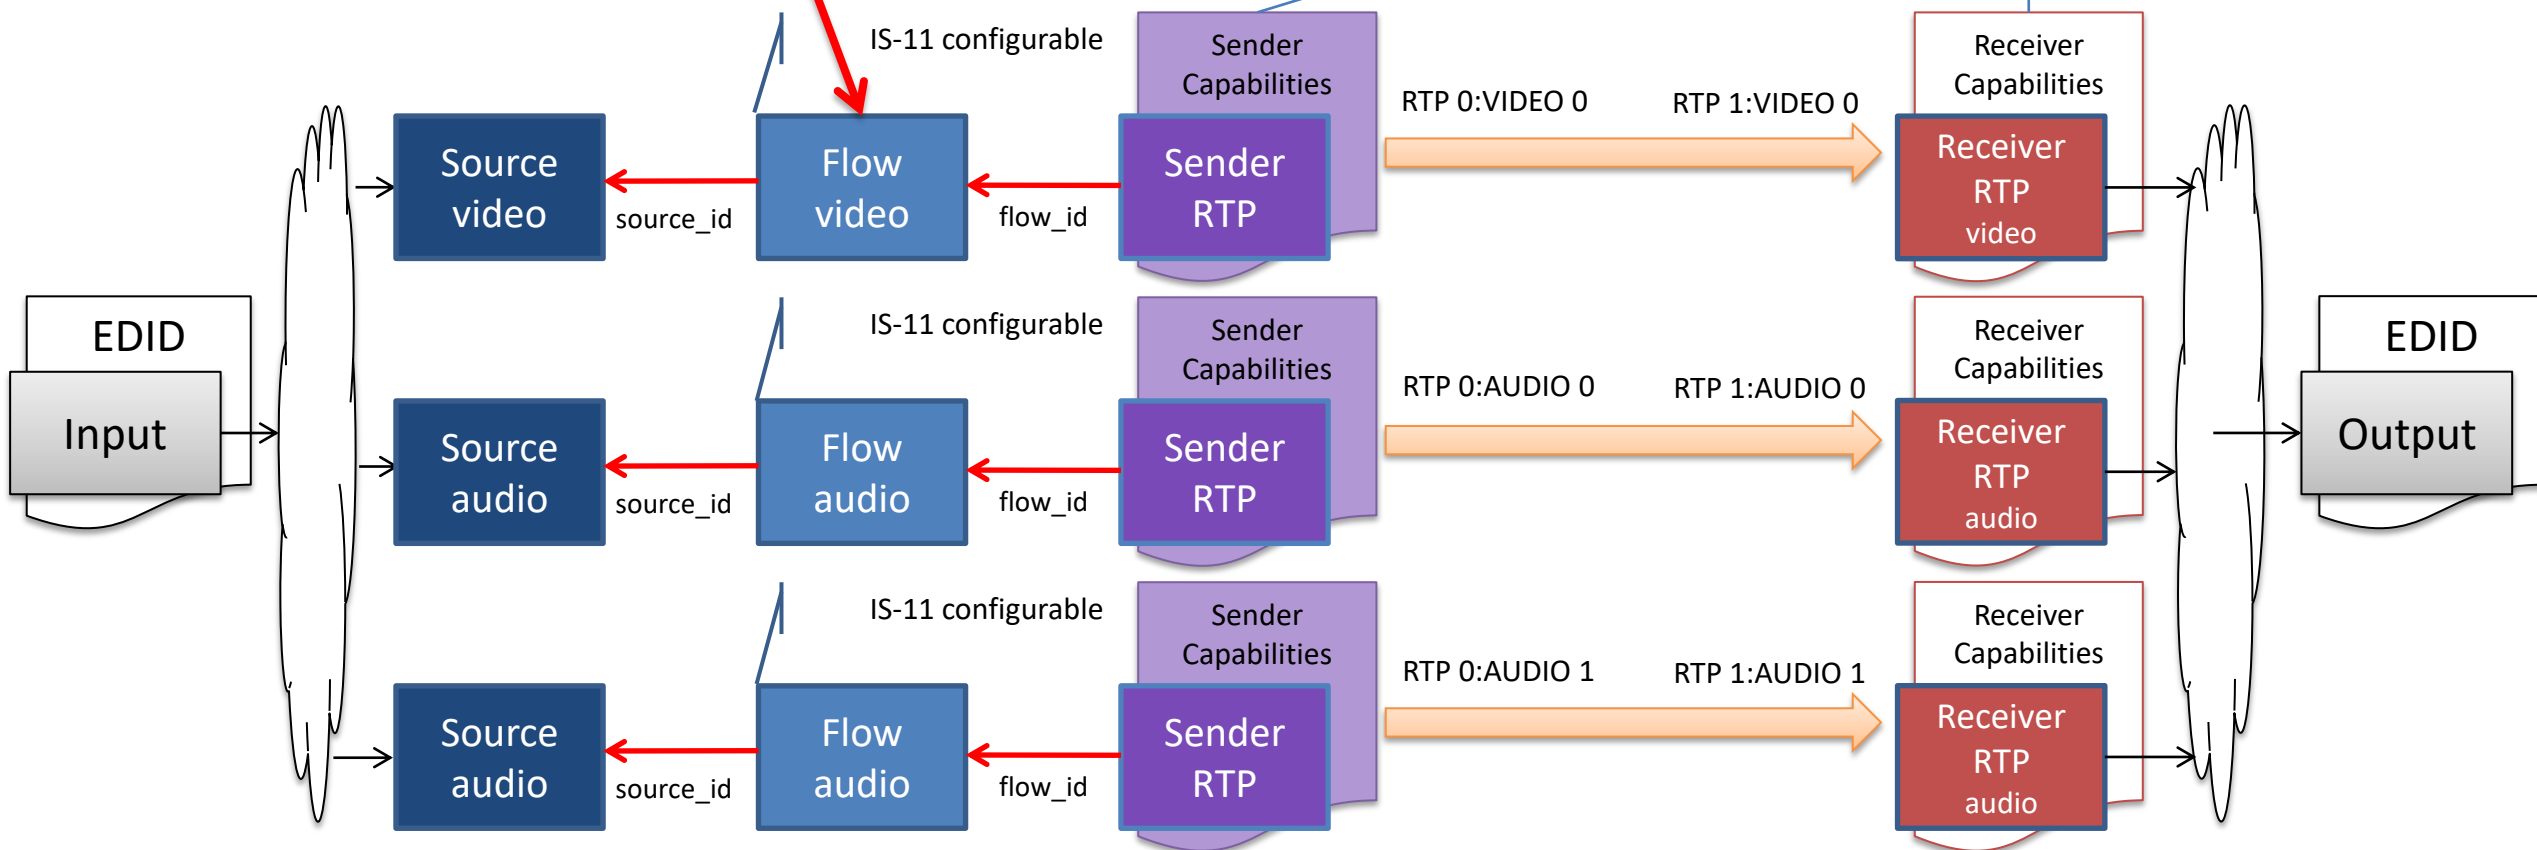 IS-11 configurable
Sender
Capabilities
Receiver
Capabilities
RTP 0:VIDEO 0
RTP 1:VIDEO 0
Source
video
source_id
Flow
video
flow_id
Sender
RTP
Receiver
RTP
video
EDID
Input
IS-11 configurable
Sender
Capabilities
Receiver
Capabilities
RTP 0:AUDIO 0
RTP 1:AUDIO 0
Source
audio
source_id
Flow
audio
flow_id
Sender
RTP
Receiver
RTP
audio
EDID
Output
IS-11 configurable
Sender
Capabilities
Receiver
Capabilities
RTP 0:AUDIO 1
RTP 1:AUDIO 1
Source
audio
source_id
Flow
audio
flow_id
Sender
RTP
Receiver
RTP
audio